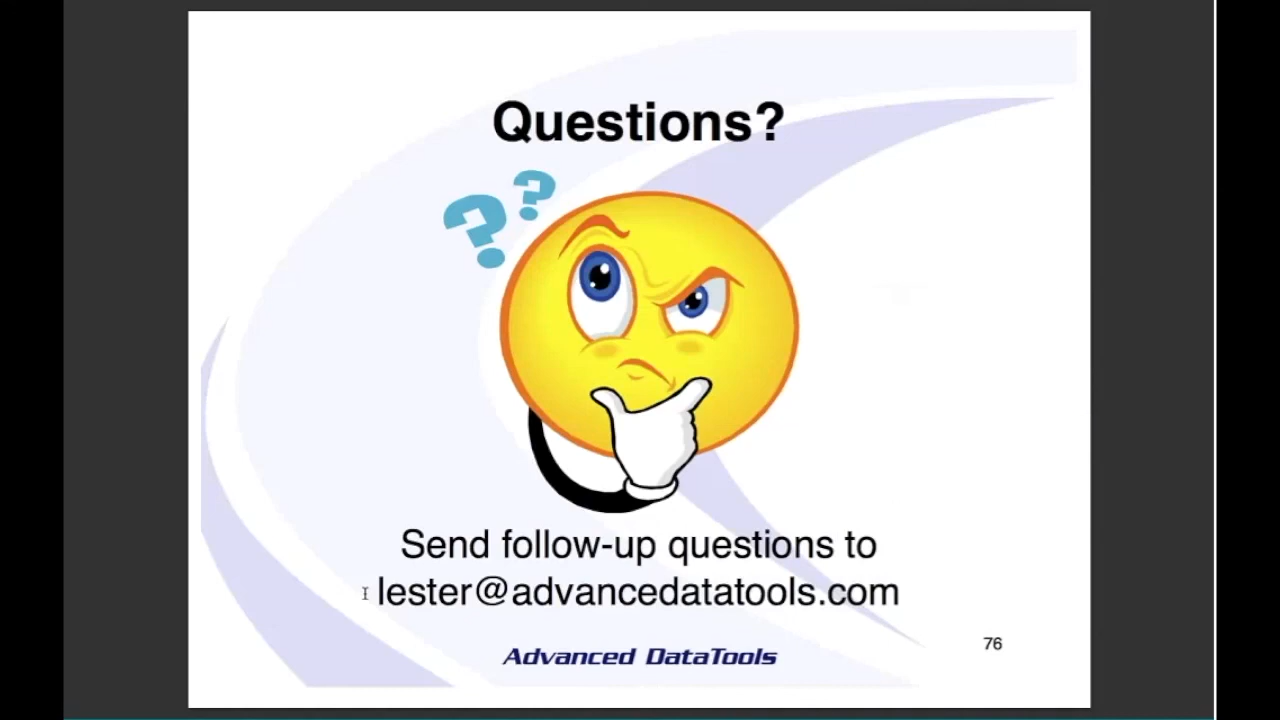 Questions?
? ?
Send follow-up questions to
lester@advancedatatools.com
76
Advanced DataTools